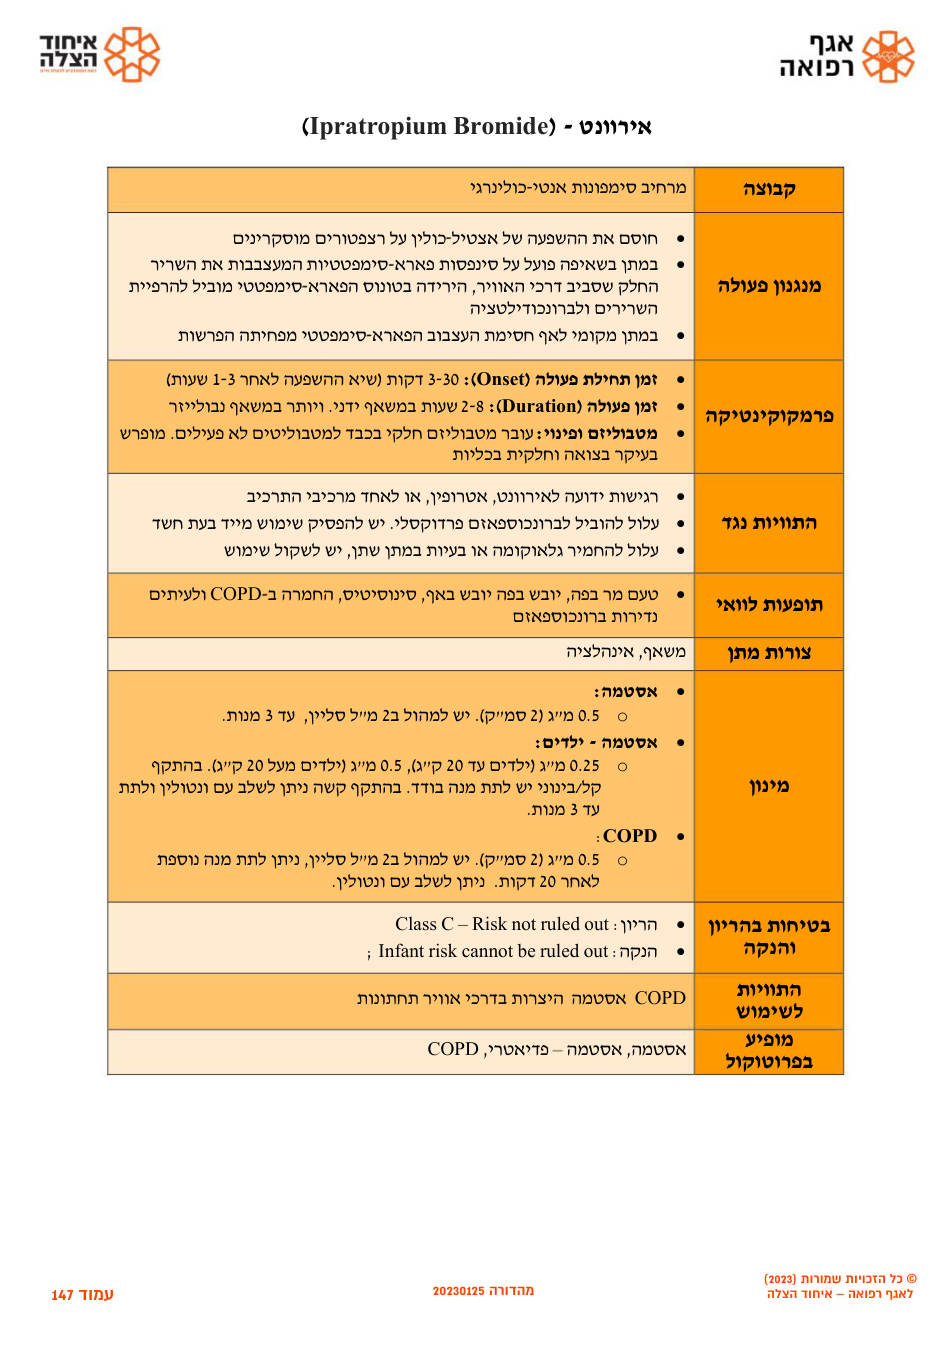 איחוד
הצלה
אגף
רפואה
אירוונט - (Ipratropium Bromide)
קבוצה
מרחיב סימפונות אנטי-כולינרגי
מנגנון פעולה
• חוסם את ההשפעה של אצטיל-כולין על רצפטורים מוסקרינים
• במתן בשאיפה פועל על סינפסות פארא-סימפטטיות המעצבבות את השריר
החלק שסביב דרכי האוויר, הירידה בטונוס הפארא-סימפטטי מוביל להרפיית
השרירים ולברונכודילטציה
• במתן מקומי לאף חסימת העצבוב הפארא-סימפטטי מפחיתה הפרשות
פרמקוקינטיקה
• זמן תחילת פעולה (Onset): 3-30 דקות (שיא ההשפעה לאחר 1-3 שעות)
• זמן פעולה (Duration): 2-8 שעות במשאף ידני. ויותר במשאף נבולייזר
• מטבוליזם ופינוי: עובר מטבוליזם חלקי בכבד למטבוליטים לא פעילים. מופרש
בעיקר בצואה וחלקית בכליות
התוויות נגד
• רגישות ידועה לאירוונט, אטרופין, או לאחד מרכיבי התרכיב
• עלול להוביל לברונכוספאזם פרדוקסלי. יש להפסיק שימוש מייד בעת חשד
• עלול להחמיר גלאוקומה או בעיות במתן שתן, יש לשקול שימוש
תופעות לוואי
• טעם מר בפה, יובש בפה יובש באף, סינוסיטיס, החמרה ב-COPD ולעיתים
נדירות ברונכוספאזם
צורות מתן
משאף, אינהלציה
מינון
• אסטמה:
o 0.5 מ״ג (2 סמ״ק). יש למהול ב2 מ״ל סליין, עד 3 מנות.
• אסטמה - ילדים:
o 0.25 מ״ג (ילדים עד 20 ק״ג), 0.5 מ״ג (ילדים מעל 20 ק״ג). בהתקף
קל/בינוני יש לתת מנה בודד. בהתקף קשה ניתן לשלב עם ונטולין ולתת
עד 3 מנות.
• COPD:
o 0.5 מ״ג (2 סמ״ק). יש למהול ב2 מ״ל סליין, ניתן לתת מנה נוספת
לאחר 20 דקות. ניתן לשלב עם ונטולין.
בטיחות בהריון
והנקה
• הריון: Class C – Risk not ruled out
• הנקה: Infant risk cannot be ruled out ;
התוויות
לשימוש
COPD אסטמה היצרות בדרכי אוויר תחתונות
מופיע
בפרוטוקול
אסטמה, אסטמה – פדיאטרי, COPD
© כל הזכויות שמורות (2023)
לאגף רפואה – איחוד הצלה
מהדורה 20230125
עמוד 147